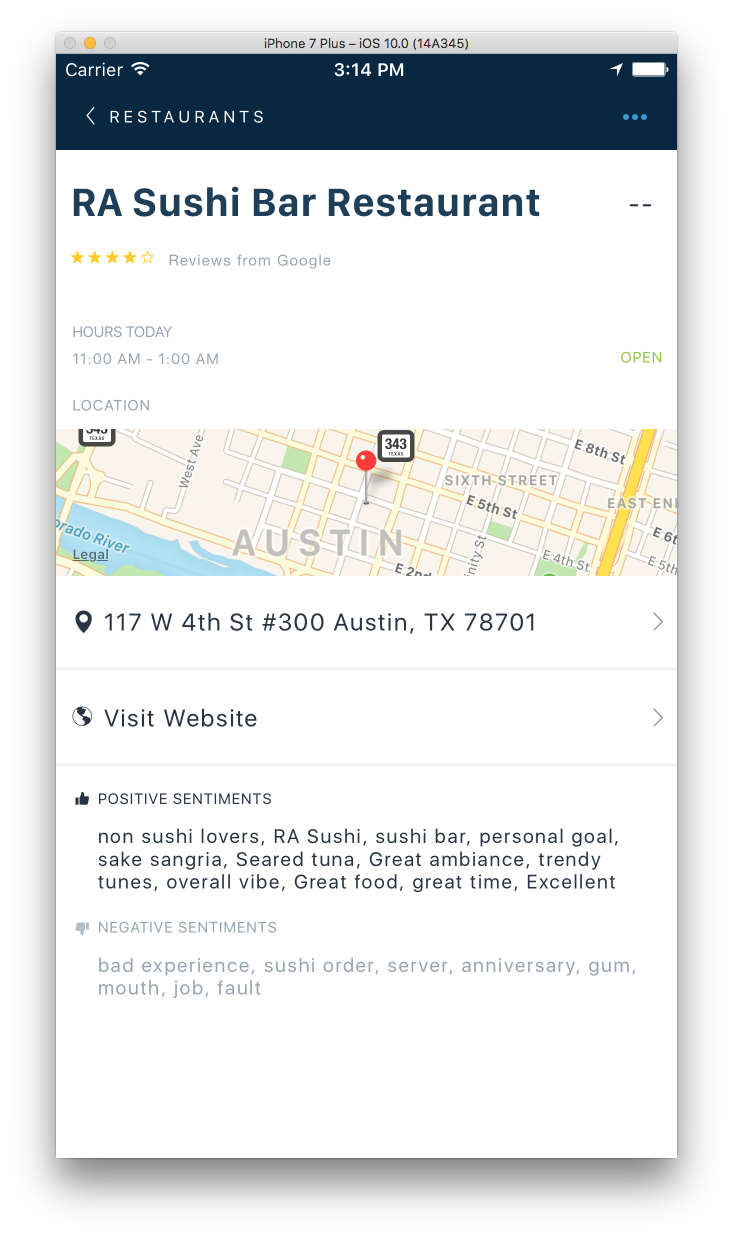 iPhone 7 Plus – iOS 10.0 (14A345)
Carrier
3:14 PM
RESTAURANTS
RA Sushi Bar Restaurant
--
Reviews from Google
HOURS TODAY
11:00 AM - 1:00 AM
OPEN
LOCATION
343
TEXAS
343
TEXAS
West Ave
E 8th St
SIXTH STREET
E 5th St
EAST EN
orado River
AUSTIN
Legal
nity St
E 2nd
E 4th St
E 6t
E 5th
117 W 4th St #300 Austin, TX 78701
Visit Website
POSITIVE SENTIMENTS
non sushi lovers, RA Sushi, sushi bar, personal goal,
sake sangria, Seared tuna, Great ambiance, trendy
tunes, overall vibe, Great food, great time, Excellent
NEGATIVE SENTIMENTS
bad experience, sushi order, server, anniversary, gum,
mouth, job, fault